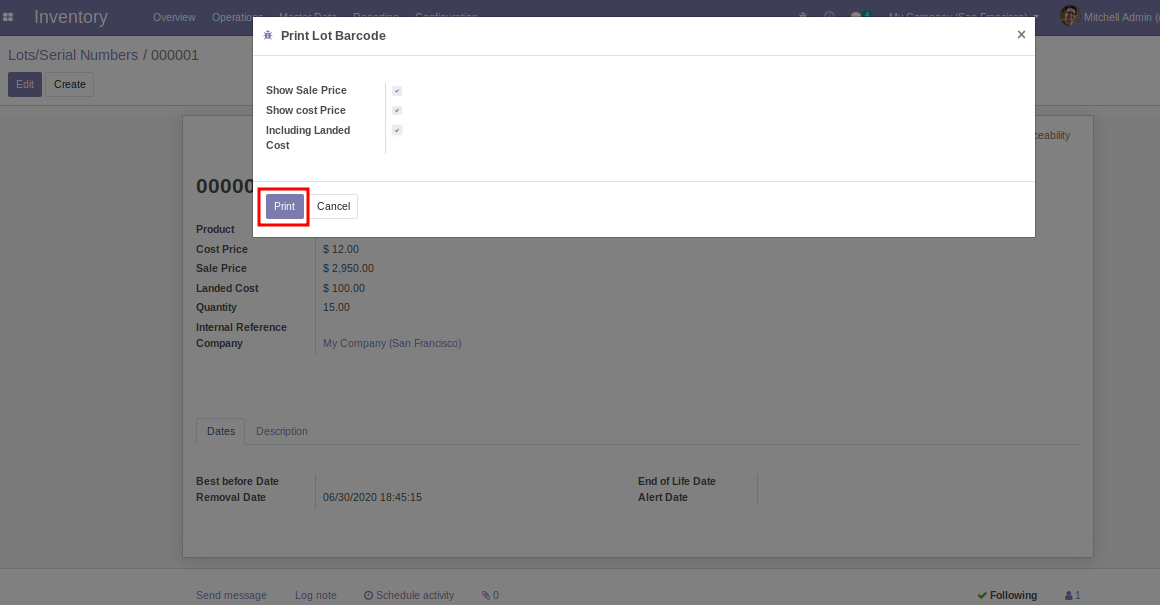 Inventory
Overview Operations Master Data Reporting Configuration
4
My Company (San Francisco)
Mitchell Admin
Print Lot Barcode
×
Lots/Serial Numbers / 000001
Edit Create
Show Sale Price
Show cost Price
Including Landed
Cost
Print Cancel
Product
Cost Price $ 12.00
Sale Price $ 2,950.00
Landed Cost $ 100.00
Quantity 15.00
Internal Reference
Company My Company (San Francisco)
Dates Description
Best before Date
Removal Date 06/30/2020 18:45:15
End of Life Date
Alert Date
Send message Log note Schedule activity 0
Following 1